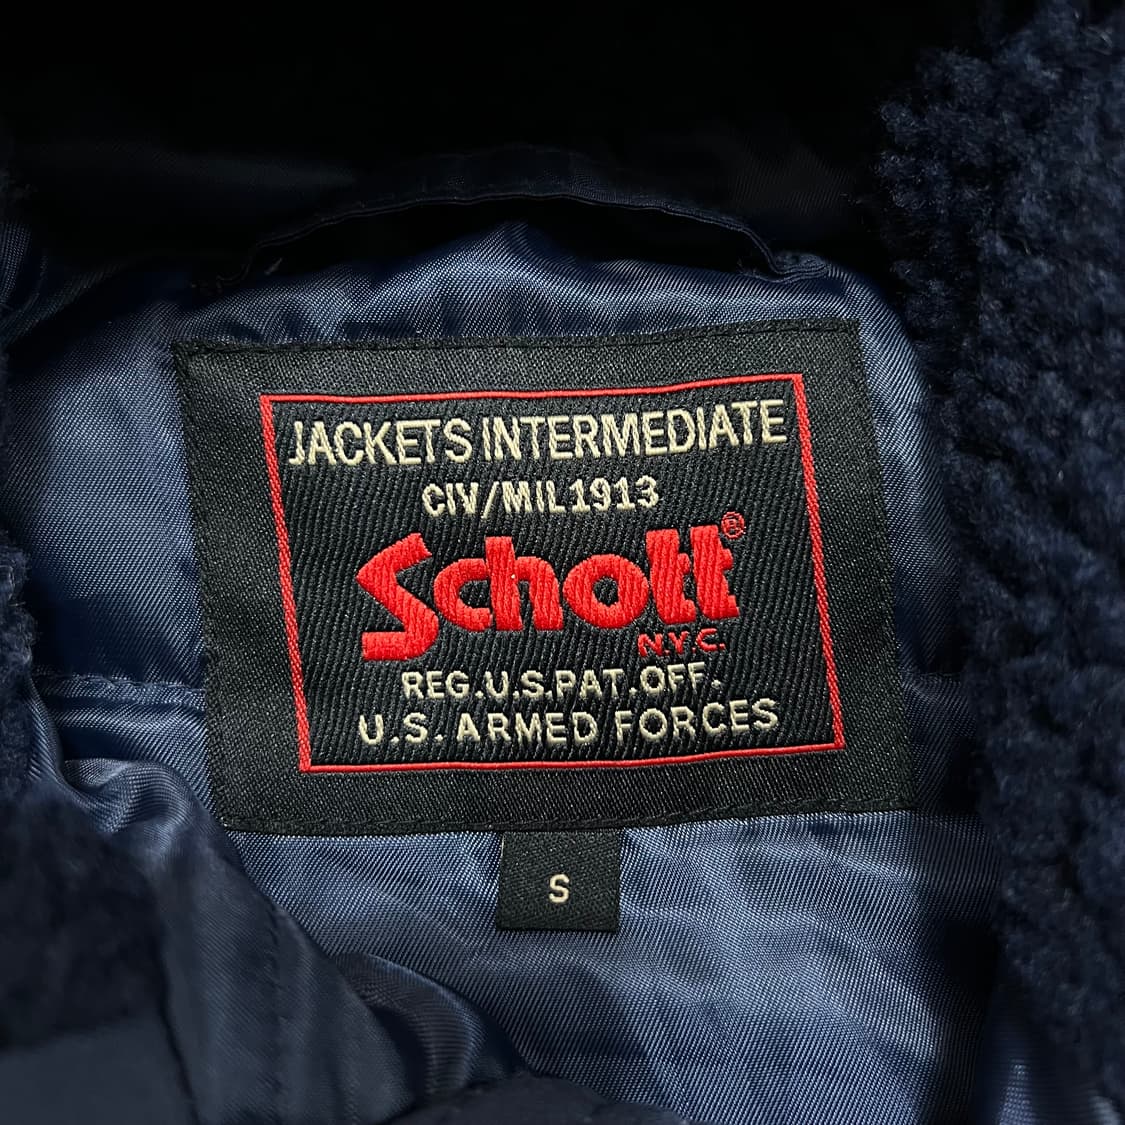 JACKETS INTERMEDIATE
CIV/MIL1913
Schott®
N.Y.C.
REG.U.S.PAT.OFF.
U.S. ARMED FORCES
S